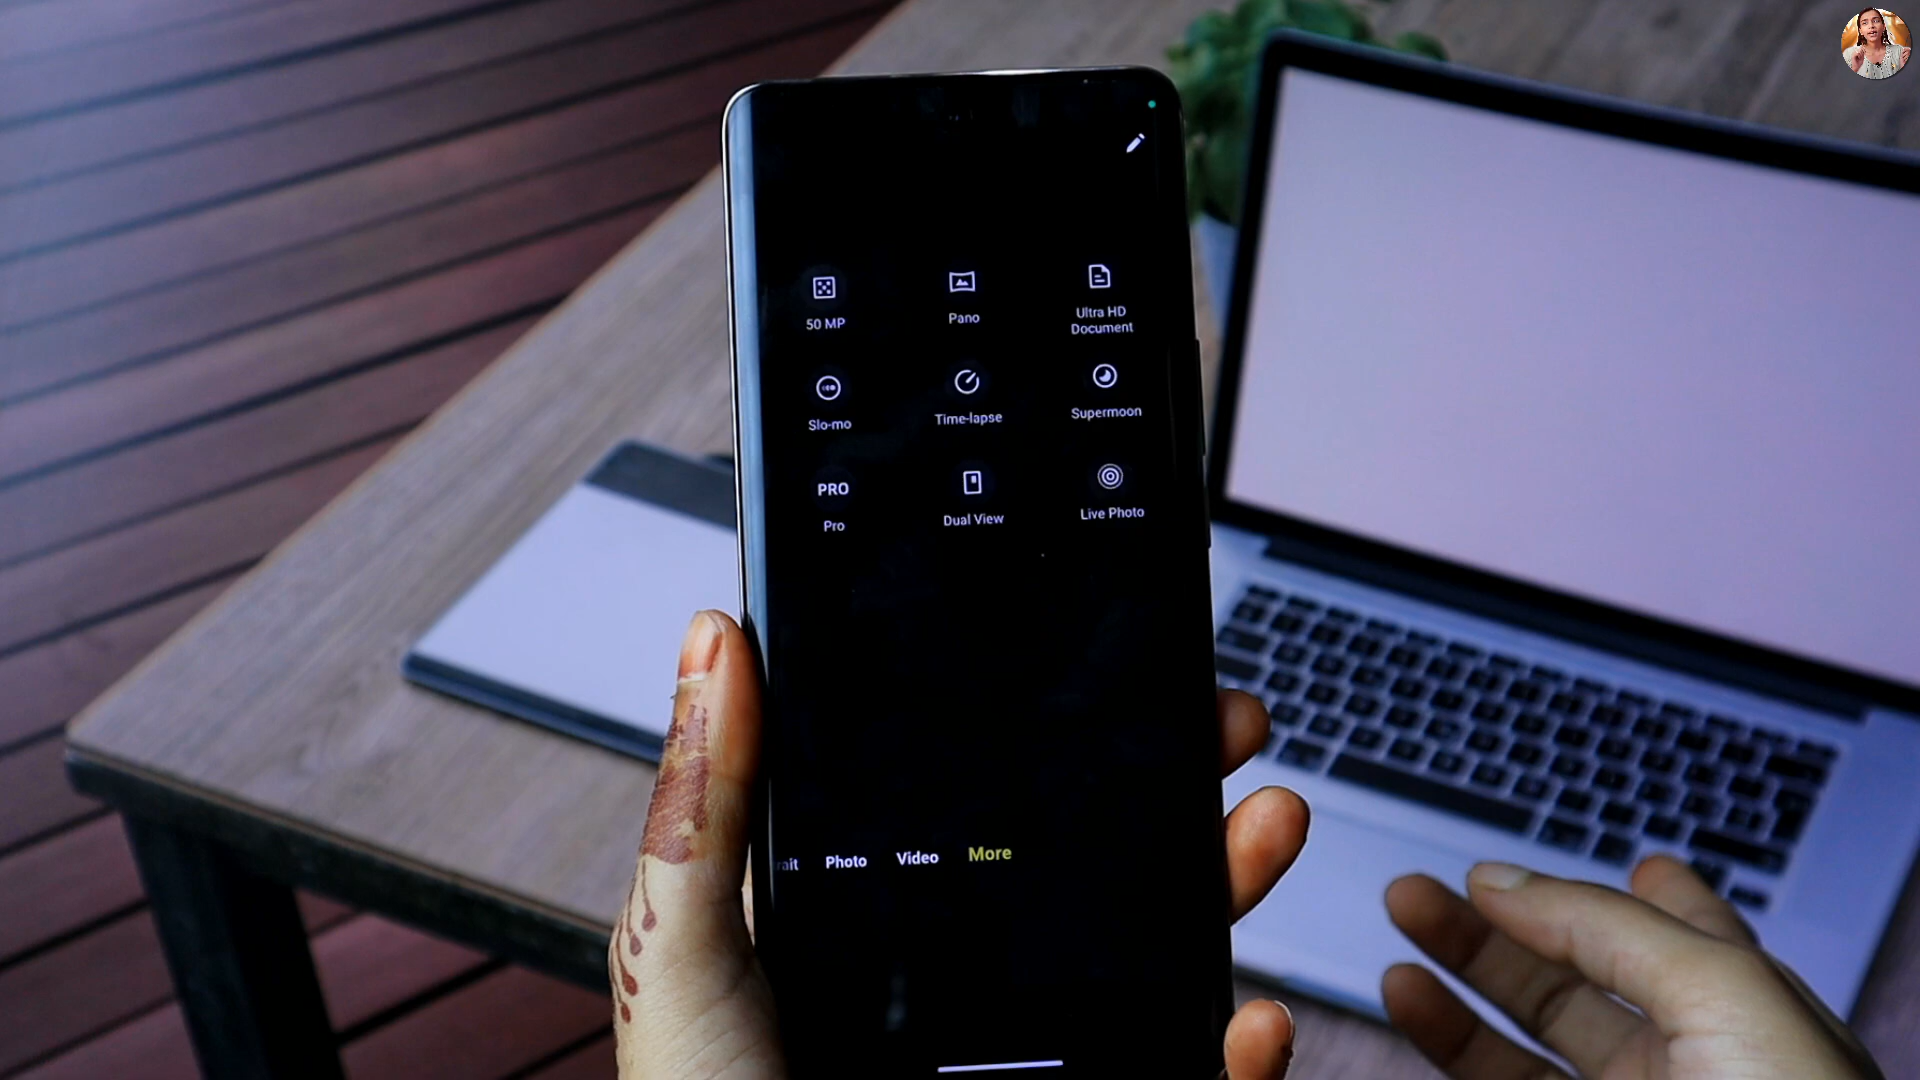 50 MP
Pano
Ultra HD
Document
Slo-mo
Time-lapse
Supermoon
PRO
Pro
Dual View
Live Photo
rait
Photo
Video
More